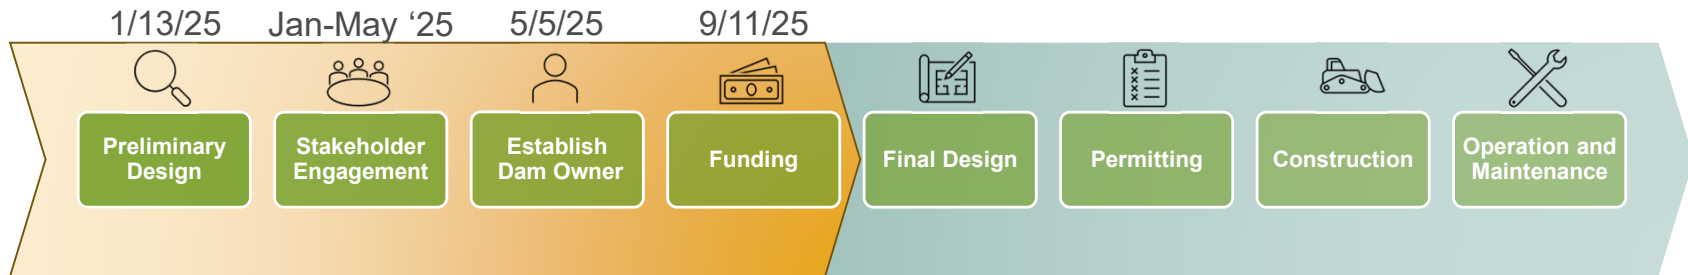 1/13/25 Jan-May ‘25 5/5/25 9/11/25
Preliminary
Design
Stakeholder
Engagement
Establish
Dam Owner
Funding
Final Design
Permitting
Construction
Operation and
Maintenance